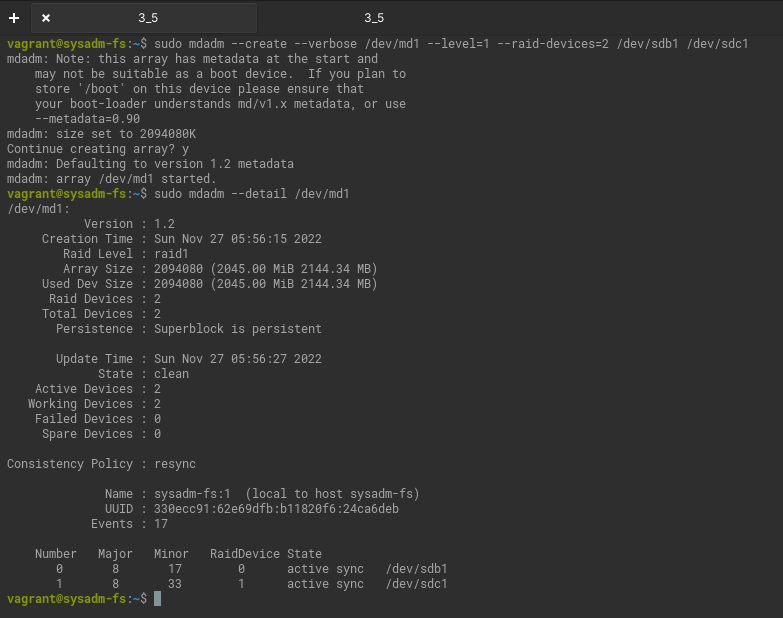 + × 3_5 3_5
vagrant@sysadm-fs:~$ sudo mdadm --create --verbose /dev/md1 --level=1 --raid-devices=2 /dev/sdb1 /dev/sdc1
mdadm: Note: this array has metadata at the start and
    may not be suitable as a boot device.  If you plan to
    store '/boot' on this device please ensure that
    your boot-loader understands md/v1.x metadata, or use
    --metadata=0.90
mdadm: size set to 2094080K
Continue creating array? y
mdadm: Defaulting to version 1.2 metadata
mdadm: array /dev/md1 started.
vagrant@sysadm-fs:~$ sudo mdadm --detail /dev/md1
/dev/md1:
           Version : 1.2
     Creation Time : Sun Nov 27 05:56:15 2022
        Raid Level : raid1
        Array Size : 2094080 (2045.00 MiB 2144.34 MB)
     Used Dev Size : 2094080 (2045.00 MiB 2144.34 MB)
      Raid Devices : 2
     Total Devices : 2
       Persistence : Superblock is persistent

       Update Time : Sun Nov 27 05:56:27 2022
             State : clean
    Active Devices : 2
   Working Devices : 2
    Failed Devices : 0
     Spare Devices : 0

Consistency Policy : resync

              Name : sysadm-fs:1  (local to host sysadm-fs)
              UUID : 330ecc91:62e69dfb:b11820f6:24ca6deb
            Events : 17

    Number   Major   Minor   RaidDevice State
       0       8       17        0      active sync   /dev/sdb1
       1       8       33        1      active sync   /dev/sdc1
vagrant@sysadm-fs:~$